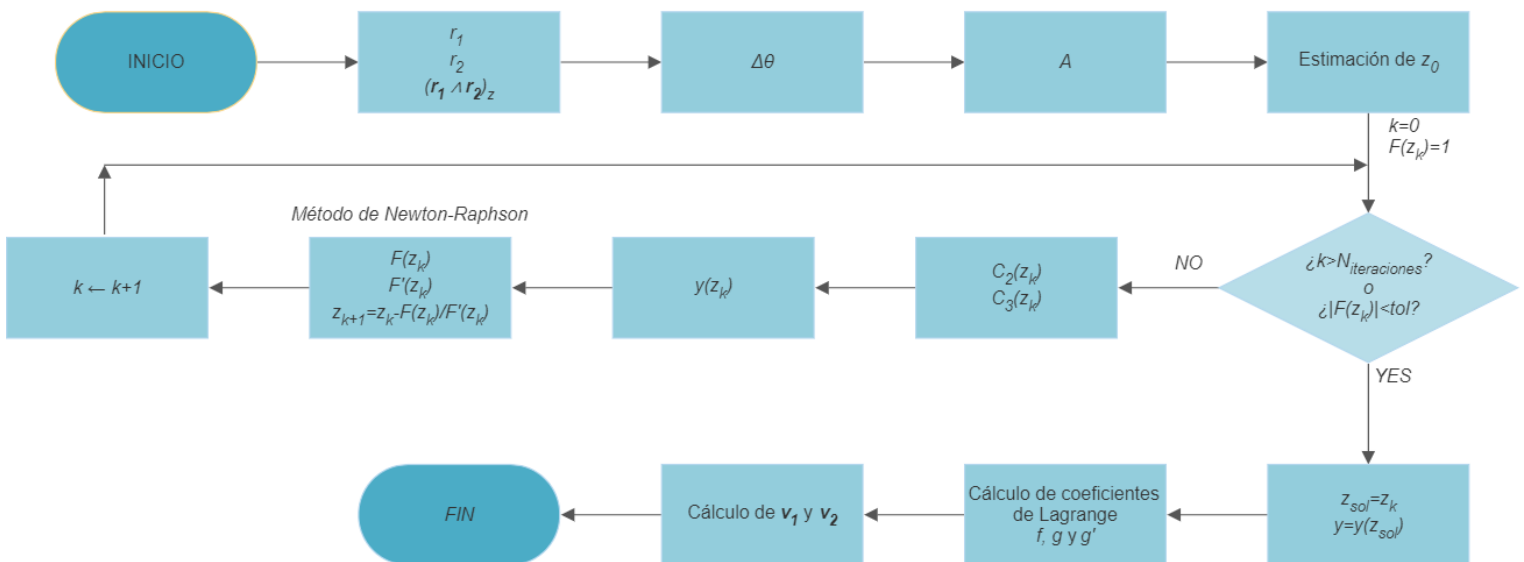 INICIO
r₁
r₂
(r₁ ∧ r₂)z
Δθ
A
Estimación de z₀
k=0
F(zₖ)=1
Método de Newton-Raphson
k ← k+1
F(zₖ)
F'(zₖ)
zₖ₊₁=zₖ-F(zₖ)/F'(zₖ)
y(zₖ)
C₂(zₖ)
C₃(zₖ)
NO
¿k>Niteraciones?
o
¿|F(zₖ)|<tol?
YES
FIN
Cálculo de v₁ y v₂
Cálculo de coeficientes
de Lagrange
f, g y g'
zsol=zₖ
y=y(zsol)